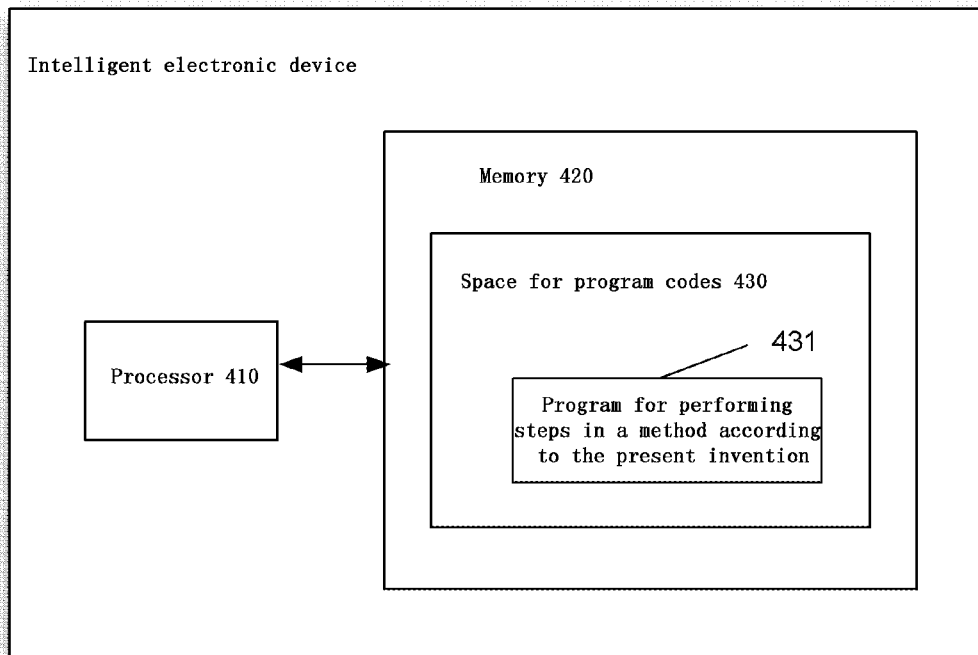 Intelligent electronic device
Memory 420
Space for program codes 430
431
Processor 410
Program for performing
steps in a method according
to the present invention